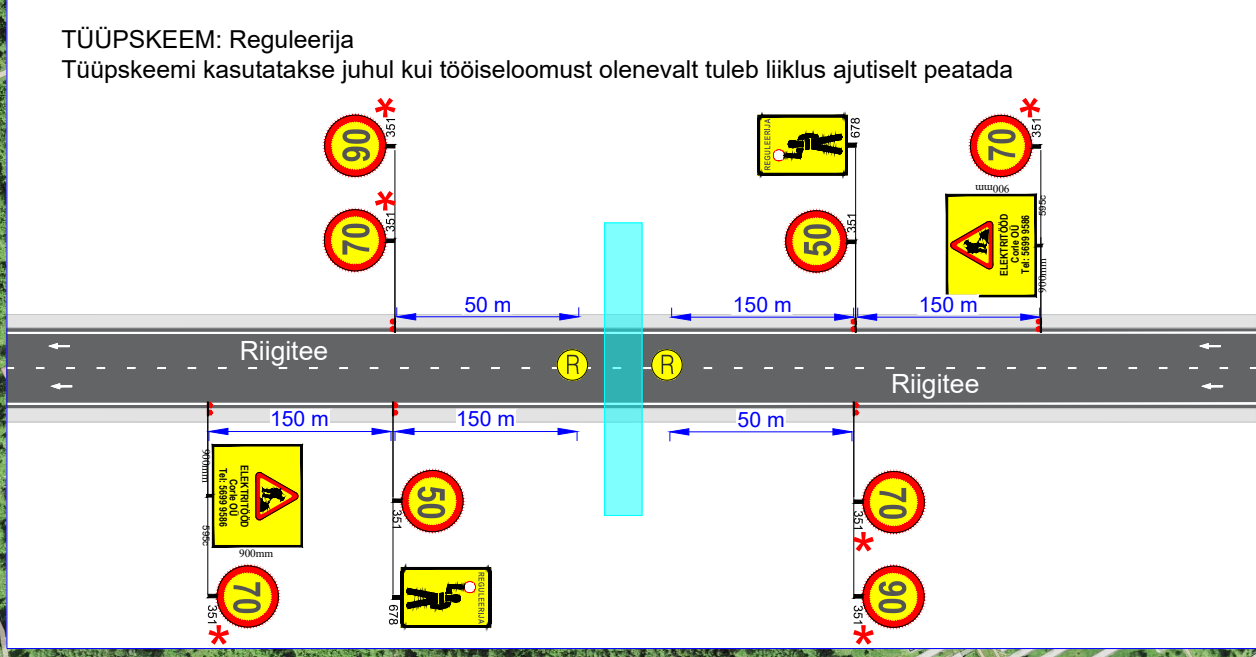 TÜÜPSKEEM: Reguleerija
Tüüpskeemi kasutatakse juhul kui tööiseloomust olenevalt tuleb liiklus ajutiselt peatada
90
351
*
70
351
*
REGULEERIJA
678
50
351
70
351
*
900mm
595c
ELEKTRITÖÖD
Corle OÜ
Tel: 5699 9586
900mm
50 m
150 m
150 m
Riigitee
R
R
Riigitee
150 m
150 m
50 m
900mm
ELEKTRITÖÖD
Corle OÜ
Tel: 5699 9586
595c
900mm
70
351
*
50
351
REGULEERIJA
678
70
351
*
90
351
*